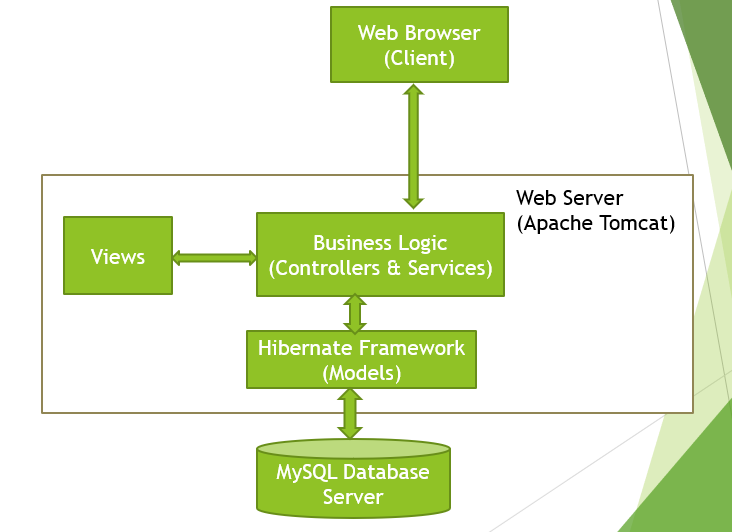 Web Browser
(Client)
Web Server
(Apache Tomcat)
Views
Business Logic
(Controllers & Services)
Hibernate Framework
(Models)
MySQL Database
Server